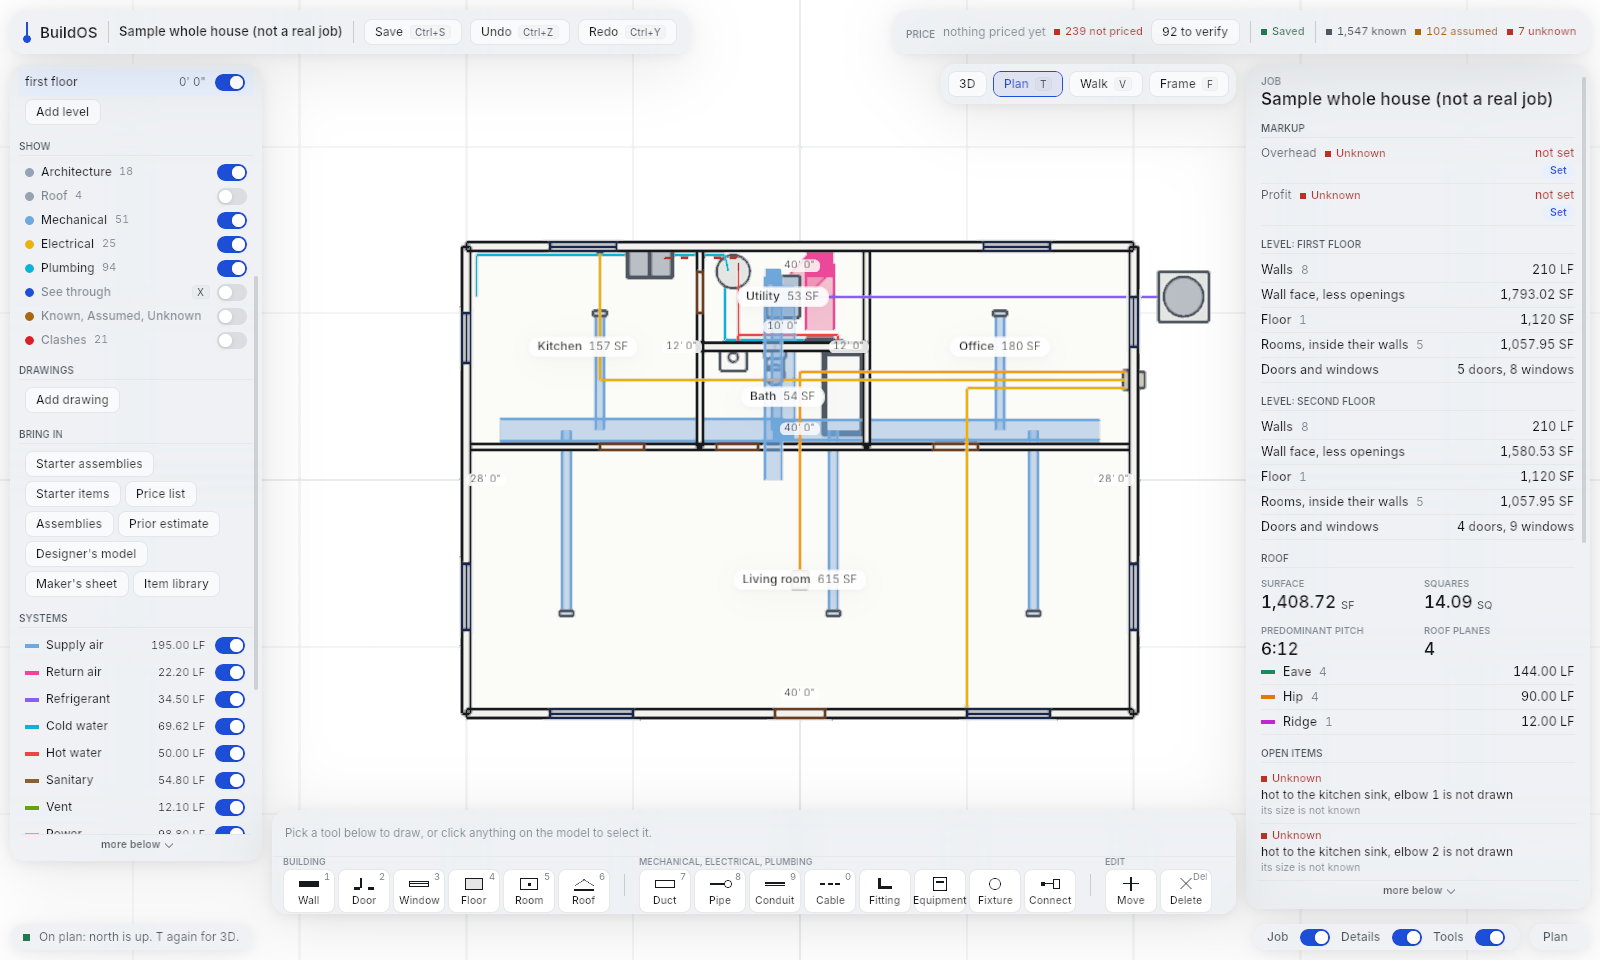 BuildOS
Sample whole house (not a real job)
Save Ctrl+S
Undo Ctrl+Z
Redo Ctrl+Y
PRICE nothing priced yet 239 not priced
92 to verify
Saved
1,547 known 102 assumed 7 unknown
3D
Plan T
Walk V
Frame F
first floor 0' 0"
Add level
SHOW
Architecture 18
Roof 4
Mechanical 51
Electrical 25
Plumbing 94
See through X
Known, Assumed, Unknown
Clashes 21
DRAWINGS
Add drawing
BRING IN
Starter assemblies
Starter items Price list
Assemblies Prior estimate
Designer's model
Maker's sheet Item library
SYSTEMS
Supply air 195.00 LF
Return air 22.20 LF
Refrigerant 34.50 LF
Cold water 69.62 LF
Hot water 50.00 LF
Sanitary 54.80 LF
Vent 12.10 LF
Power 98.80 LF
more below
On plan: north is up. T again for 3D.
40' 0"
Utility 53 SF
10' 0"
Kitchen 157 SF
12' 0"
12' 0"
Office 180 SF
Bath 54 SF
40' 0"
28' 0"
28' 0"
Living room 615 SF
40' 0"
Pick a tool below to draw, or click anything on the model to select it.
BUILDING
Wall 1
Door 2
Window 3
Floor 4
Room 5
Roof 6
MECHANICAL, ELECTRICAL, PLUMBING
Duct 7
Pipe 8
Conduit 9
Cable 0
Fitting
Equipment
Fixture
Connect
EDIT
Move
Delete Del
JOB
Sample whole house (not a real job)
MARKUP
Overhead Unknown not set
Set
Profit Unknown not set
Set
LEVEL: FIRST FLOOR
Walls 8 210 LF
Wall face, less openings 1,793.02 SF
Floor 1 1,120 SF
Rooms, inside their walls 5 1,057.95 SF
Doors and windows 5 doors, 8 windows
LEVEL: SECOND FLOOR
Walls 8 210 LF
Wall face, less openings 1,580.53 SF
Floor 1 1,120 SF
Rooms, inside their walls 5 1,057.95 SF
Doors and windows 4 doors, 9 windows
ROOF
SURFACE SQUARES
1,408.72 SF 14.09 SQ
PREDOMINANT PITCH ROOF PLANES
6:12 4
Eave 4 144.00 LF
Hip 4 90.00 LF
Ridge 1 12.00 LF
OPEN ITEMS
Unknown
hot to the kitchen sink, elbow 1 is not drawn
its size is not known
Unknown
hot to the kitchen sink, elbow 2 is not drawn
its size is not known
more below
Job Details Tools Plan